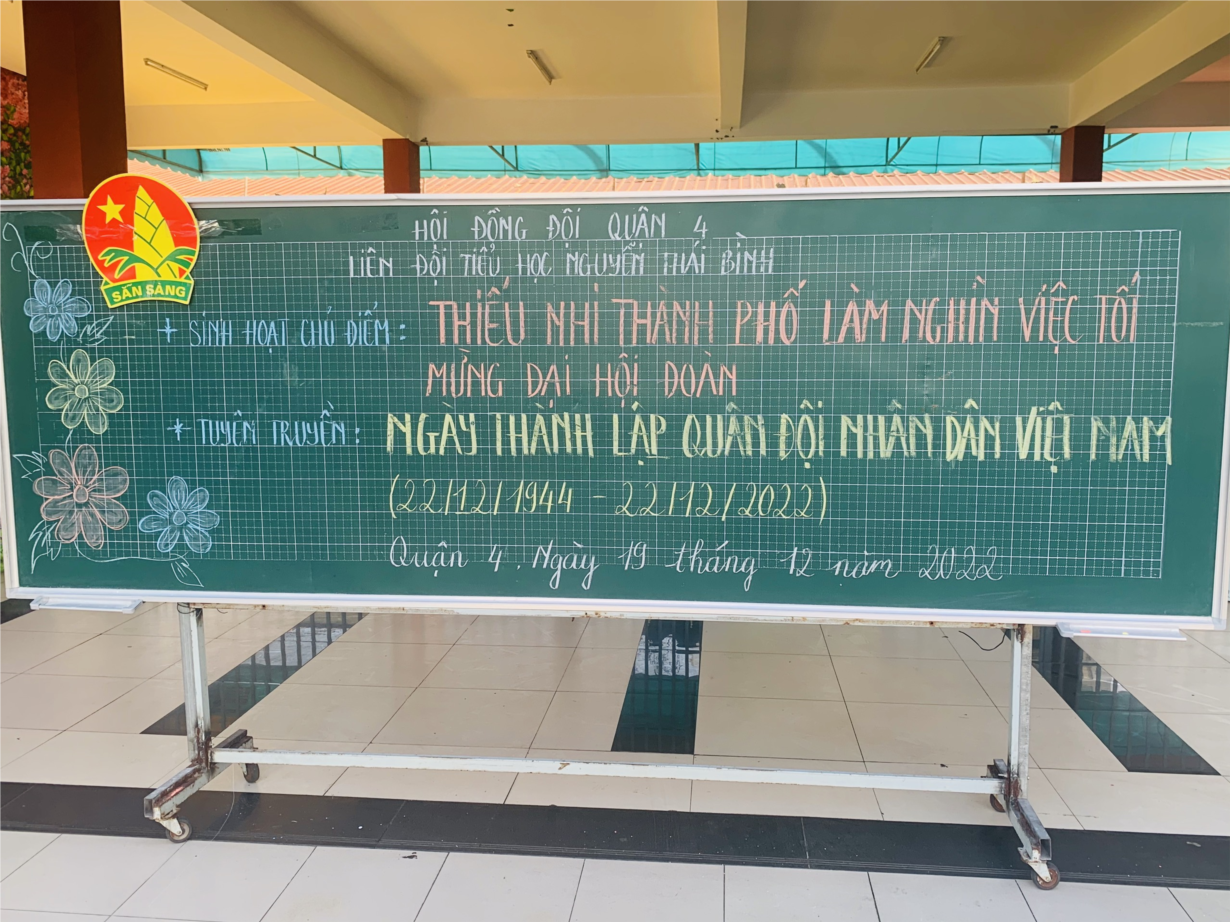 HỘI ĐỒNG ĐỘI QUẬN 4
LIÊN ĐỘI TIỂU HỌC NGUYỄN THÁI BÌNH
SẴN SÀNG
* SINH HOẠT CHỦ ĐIỂM: THIẾU NHI THÀNH PHỐ LÀM NGHÌN VIỆC TỐT
MỪNG ĐẠI HỘI ĐOÀN
* TUYÊN TRUYỀN: NGÀY THÀNH LẬP QUÂN ĐỘI NHÂN DÂN VIỆT NAM
(22/12/1944 - 22/12/2022)
Quận 4. Ngày 19 tháng 12 năm 2022